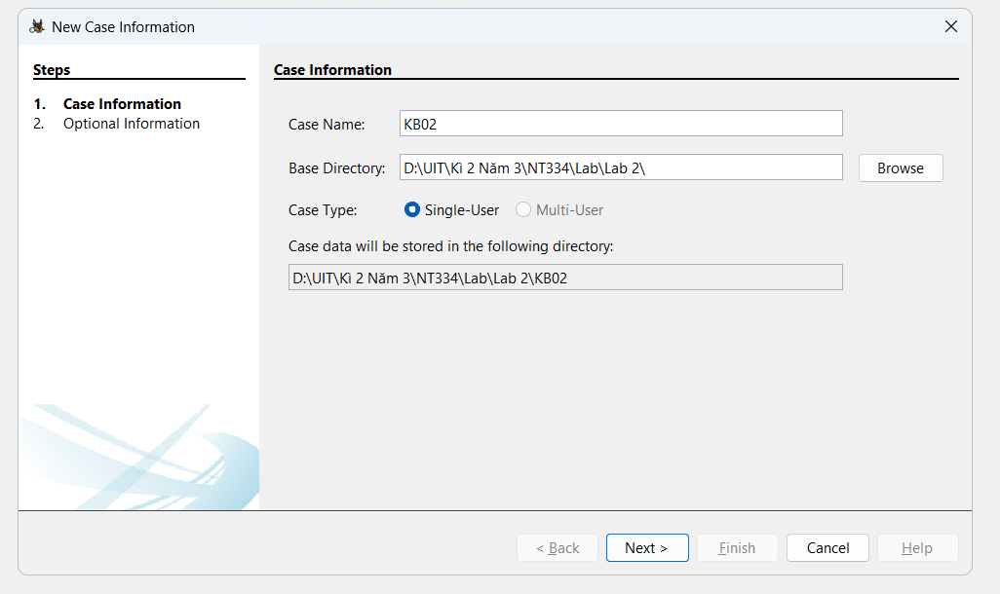 New Case Information
Steps
1. Case Information
2. Optional Information
Case Information
Case Name: KB02
Base Directory: D:\UIT\Kì 2 Năm 3\NT334\Lab\Lab 2\ Browse
Case Type: Single-User Multi-User
Case data will be stored in the following directory:
D:\UIT\Kì 2 Năm 3\NT334\Lab\Lab 2\KB02
< Back Next > Finish Cancel Help